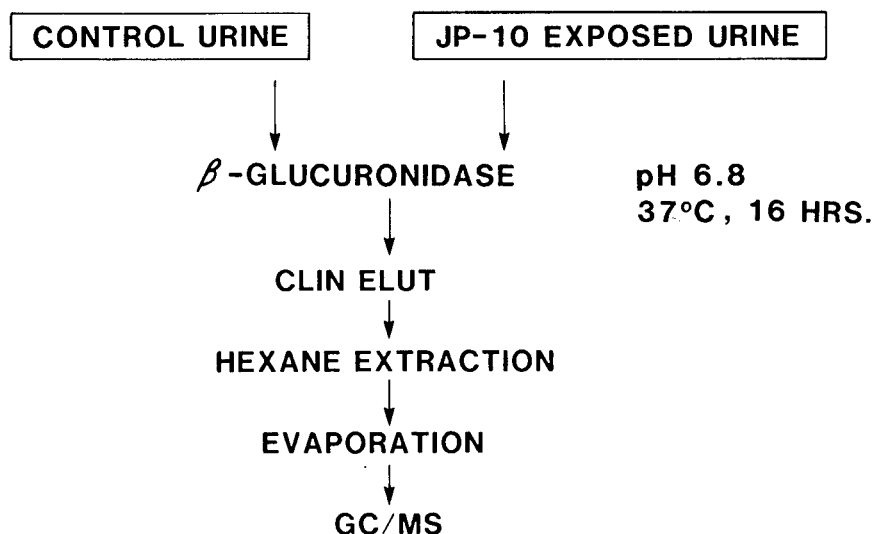 CONTROL URINE
JP-10 EXPOSED URINE
β-GLUCURONIDASE
pH 6.8
37°C, 16 HRS.
CLIN ELUT
HEXANE EXTRACTION
EVAPORATION
GC/MS